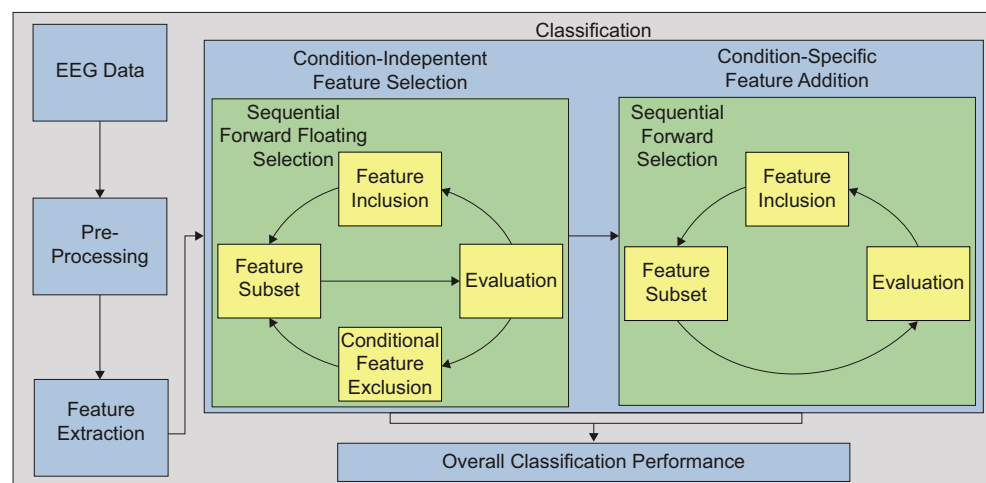 EEG Data
Pre-
Processing
Feature
Extraction
Classification
Condition-Indepentent
Feature Selection
Sequential
Forward Floating
Selection
Feature
Inclusion
Feature
Subset
Evaluation
Conditional
Feature
Exclusion
Condition-Specific
Feature Addition
Sequential
Forward
Selection
Feature
Inclusion
Feature
Subset
Evaluation
Overall Classification Performance